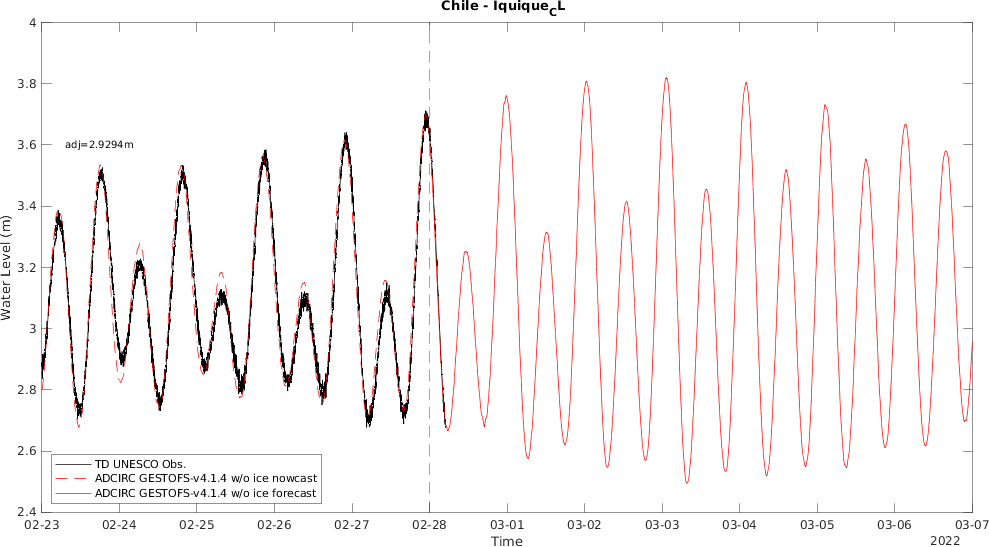 Chile - Iquique_CL
4
3.8
3.6
3.4
3.2
3
2.8
2.6
2.4
Water Level (m)
adj=2.9294m
TD UNESCO Obs.
ADCIRC GESTOFS-v4.1.4 w/o ice nowcast
ADCIRC GESTOFS-v4.1.4 w/o ice forecast
02-23 02-24 02-25 02-26 02-27 02-28 03-01 03-02 03-03 03-04 03-05 03-06 03-07
Time
2022